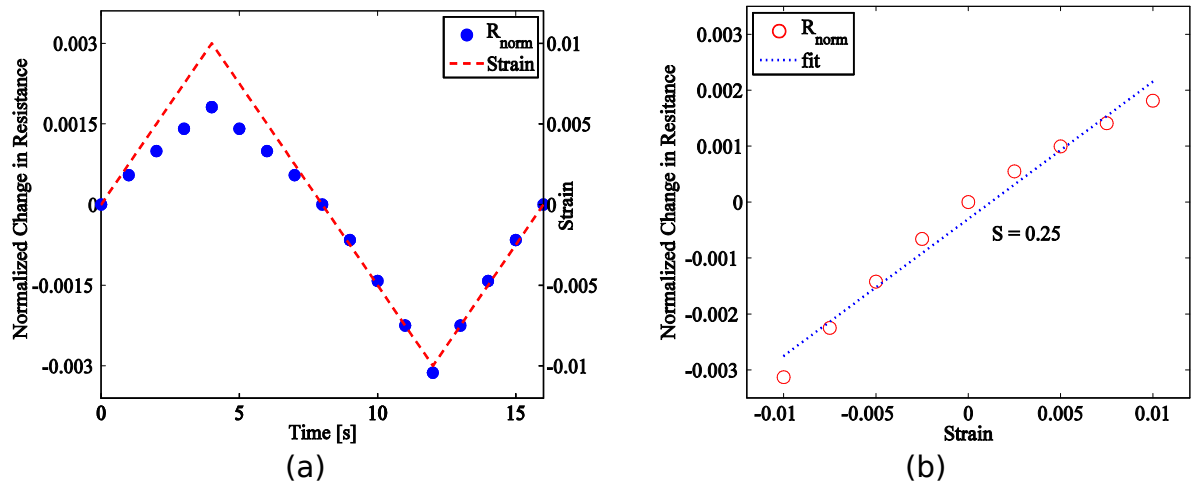 Normalized Change in Resistance
0.003
0.0015
0
-0.0015
-0.003
R_norm
Strain
0.01
0.005
0
-0.005
-0.01
Strain
0
5
10
15
Time [s]
(a)
Normalized Change in Resitance
0.003
0.002
0.001
0
-0.001
-0.002
-0.003
R_norm
fit
S = 0.25
-0.01
-0.005
0
0.005
0.01
Strain
(b)